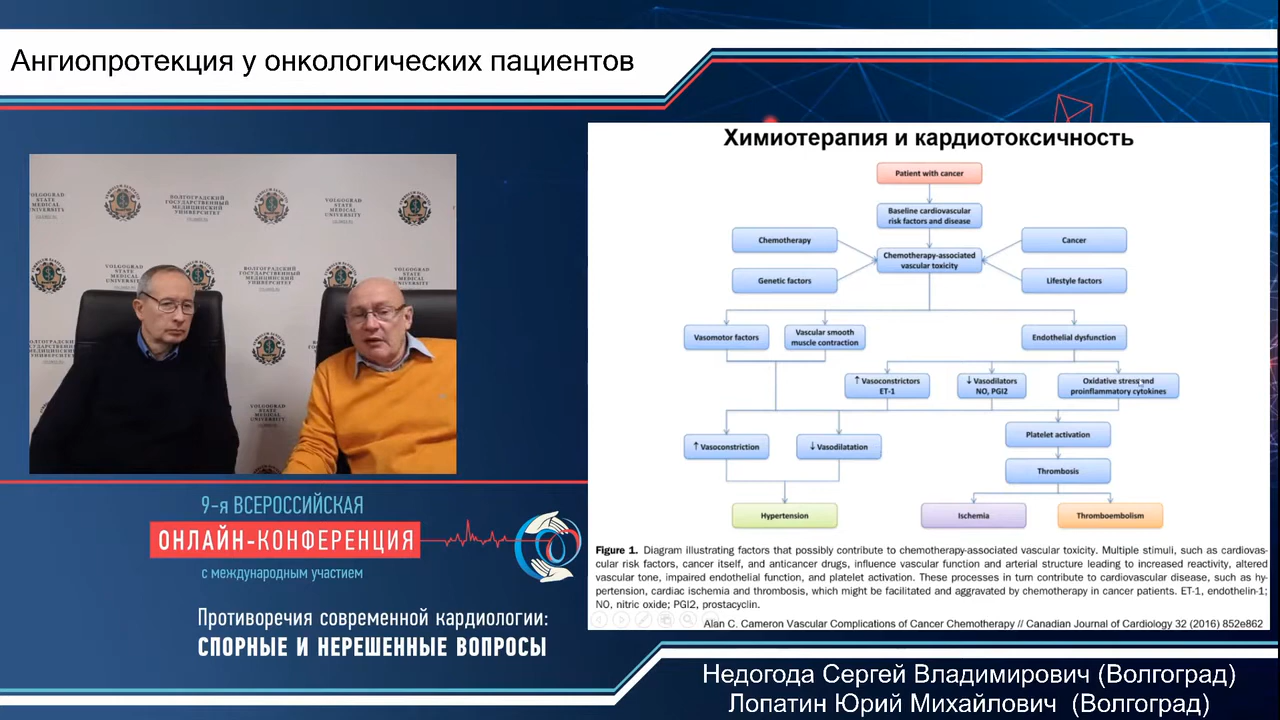 Ангиопротекция у онкологических пациентов
VOLGOGRAD
STATE
MEDICAL
UNIVERSITY
ВОЛГОГРАДСКИЙ
ГОСУДАРСТВЕННЫЙ
МЕДИЦИНСКИЙ
УНИВЕРСИТЕТ
VOLGOGRAD
STATE
MEDICAL
UNIVERSITY
9-я ВСЕРОССИЙСКАЯ
ОНЛАЙН-КОНФЕРЕНЦИЯ
с международным участием
Противоречия современной кардиологии:
СПОРНЫЕ И НЕРЕШЕННЫЕ ВОПРОСЫ
Химиотерапия и кардиотоксичность
Patient with cancer
Baseline cardiovascular
risk factors and disease
Chemotherapy
Cancer
Chemotherapy-associated
vascular toxicity
Genetic factors
Lifestyle factors
Vasomotor factors
Vascular smooth
muscle contraction
Endothelial dysfunction
↑ Vasoconstrictors
ET-1
↓ Vasodilators
NO, PGI2
Oxidative stress and
proinflammatory cytokines
Platelet activation
↑ Vasoconstriction
↓ Vasodilatation
Thrombosis
Hypertension
Ischemia
Thromboembolism
Figure 1. Diagram illustrating factors that possibly contribute to chemotherapy-associated vascular toxicity. Multiple stimuli, such as cardiovas-
cular risk factors, cancer itself, and anticancer drugs, influence vascular function and arterial structure leading to increased reactivity, altered
vascular tone, impaired endothelial function, and platelet activation. These processes in turn contribute to cardiovascular disease, such as hy-
pertension, cardiac ischemia and thrombosis, which might be facilitated and aggravated by chemotherapy in cancer patients. ET-1, endothelin-1;
NO, nitric oxide; PGI2, prostacyclin.
Alan C. Cameron Vascular Complications of Cancer Chemotherapy // Canadian Journal of Cardiology 32 (2016) 852e862
Недогода Сергей Владимирович (Волгоград)
Лопатин Юрий Михайлович (Волгоград)